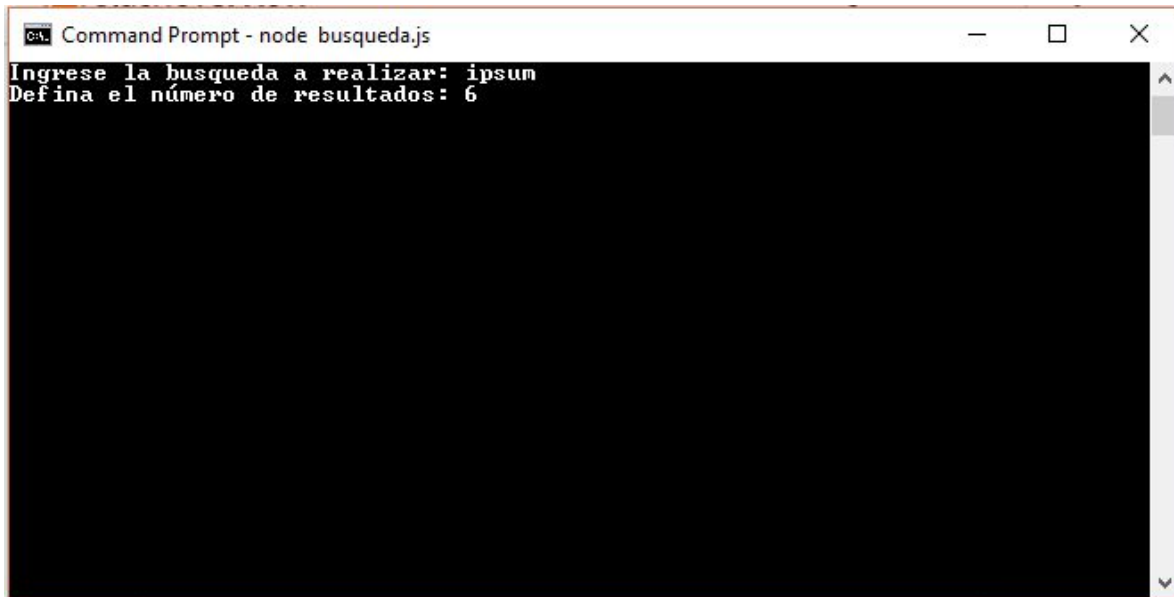 Command Prompt - node busqueda.js
Ingrese la busqueda a realizar: ipsum
Defina el número de resultados: 6